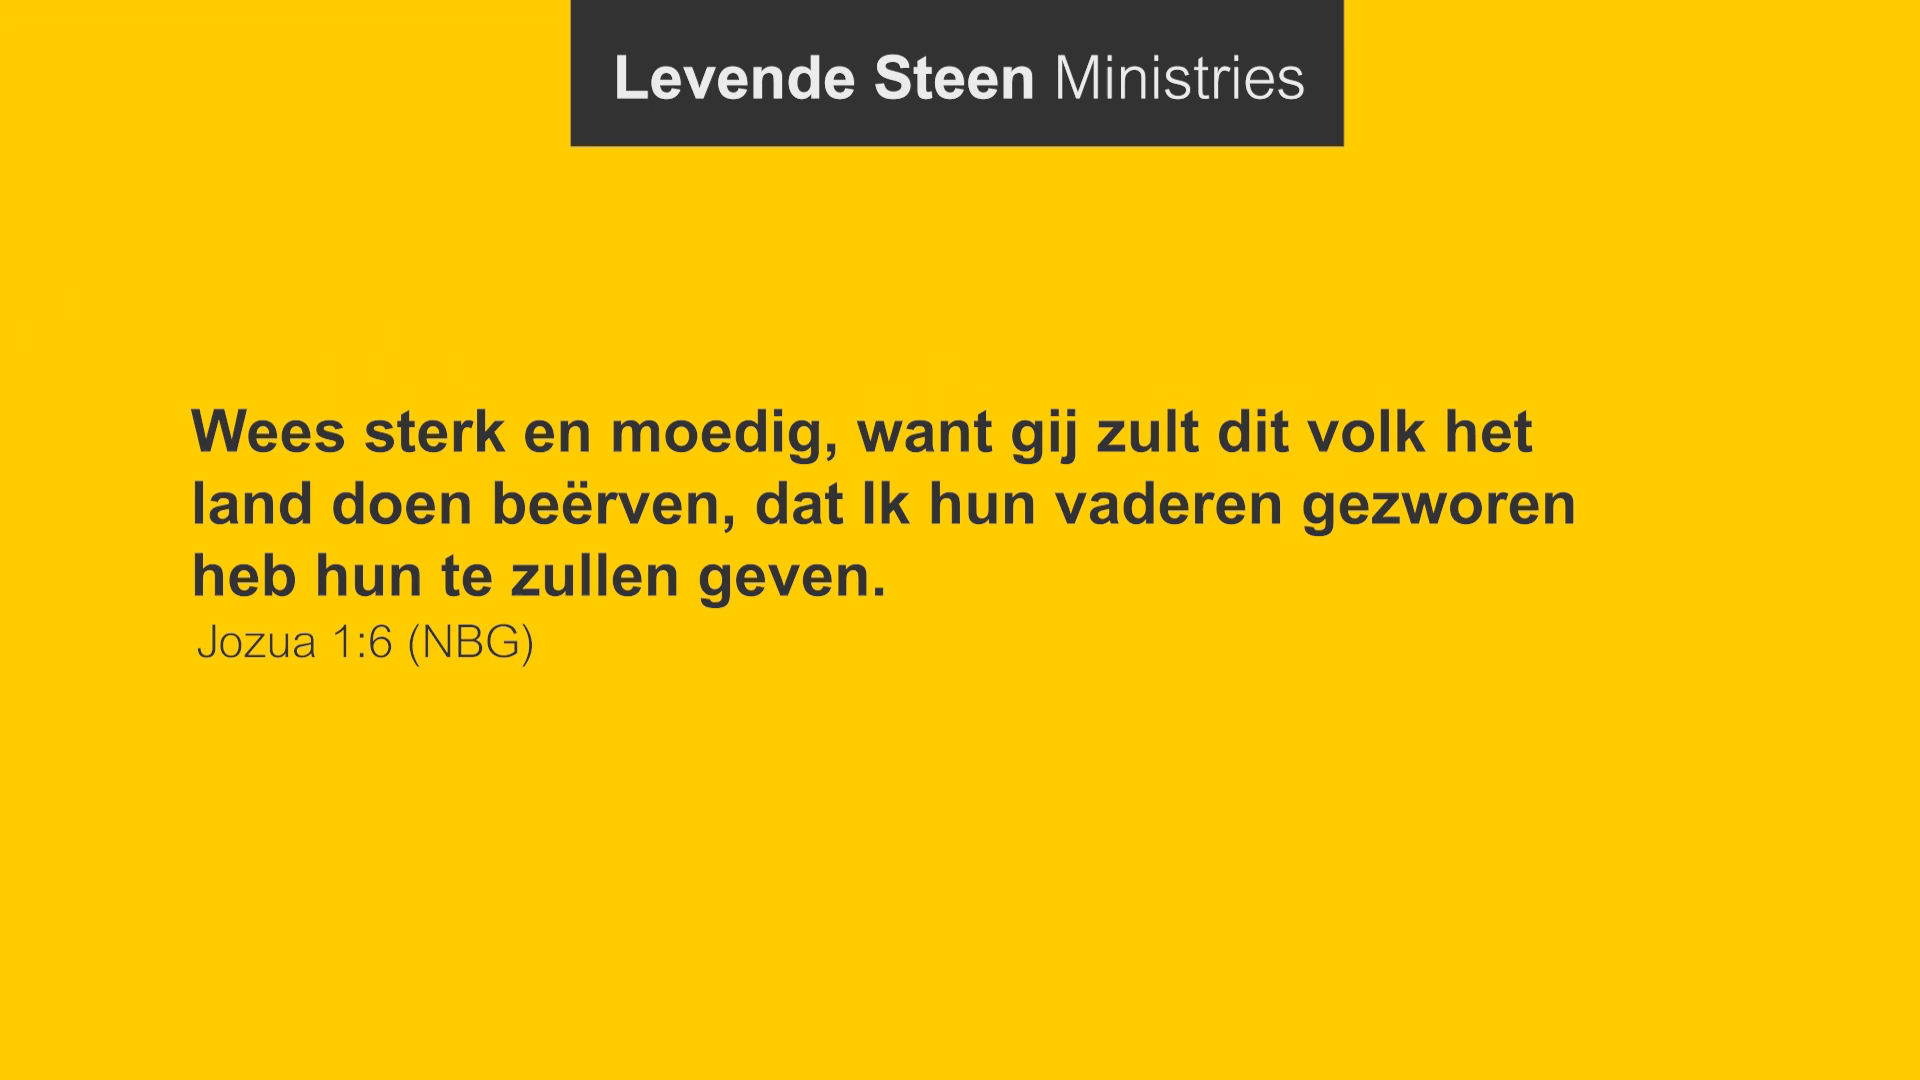 Levende Steen Ministries
Wees sterk en moedig, want gij zult dit volk het
land doen beërven, dat Ik hun vaderen gezworen
heb hun te zullen geven.
Jozua 1:6 (NBG)